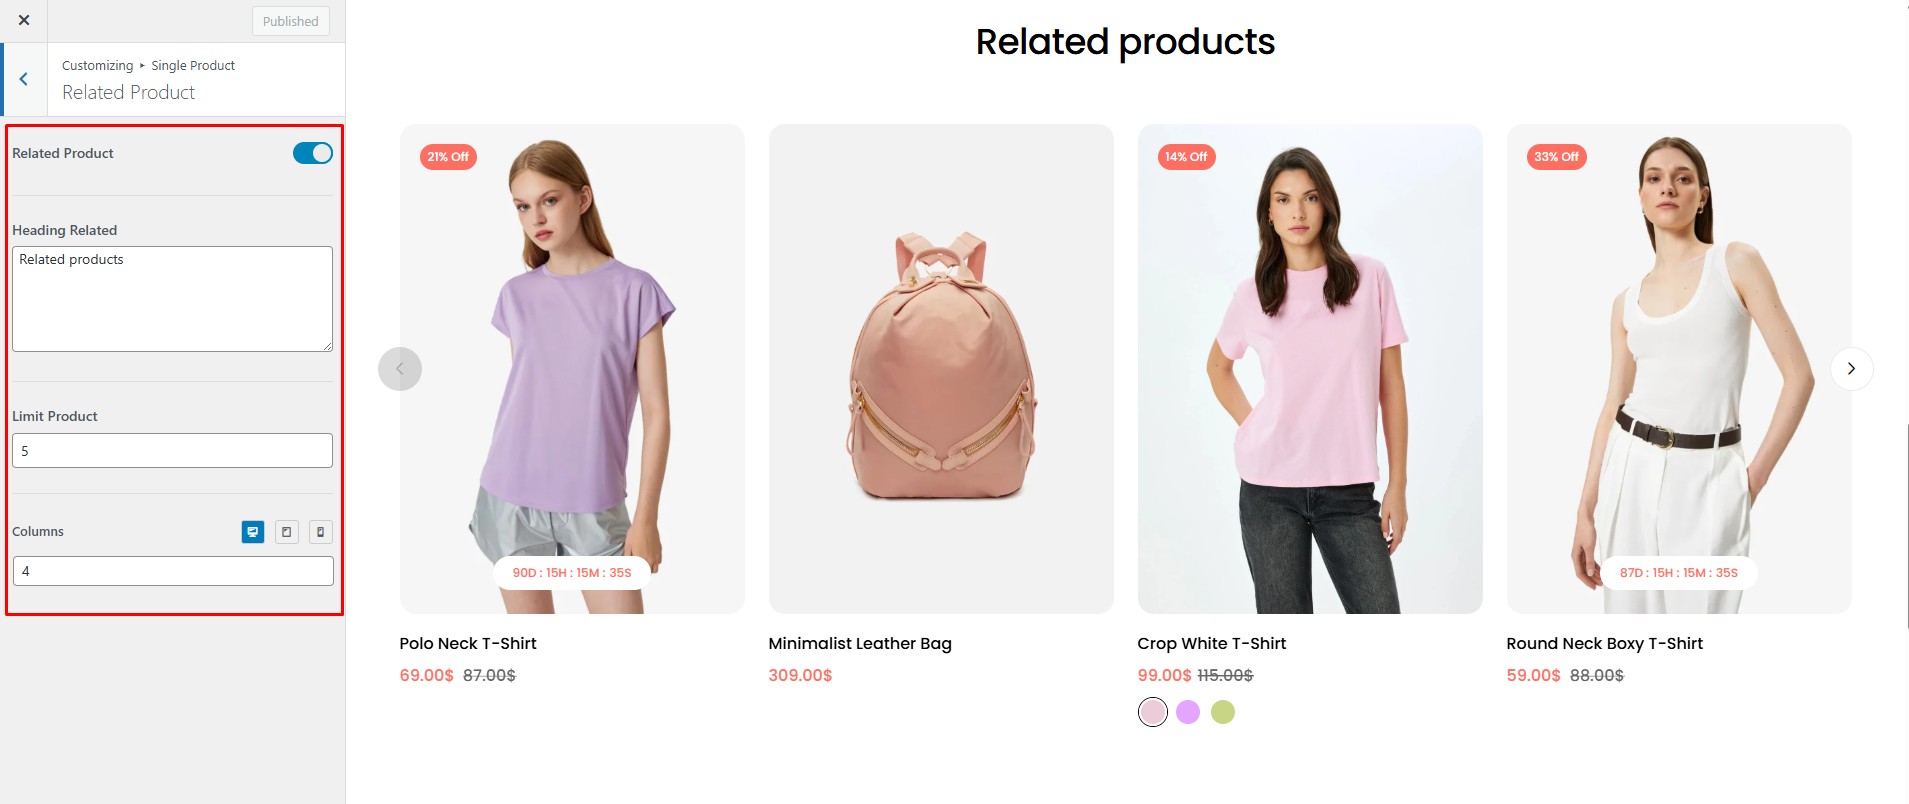 Published
Customizing ▸ Single Product
Related Product
Related Product
Heading Related
Related products
Limit Product
5
Columns
4
Related products
21% Off
14% Off
33% Off
90D : 15H : 15M : 35S
87D : 15H : 15M : 35S
Polo Neck T-Shirt
69.00$ 87.00$
Minimalist Leather Bag
309.00$
Crop White T-Shirt
99.00$ 115.00$
Round Neck Boxy T-Shirt
59.00$ 88.00$